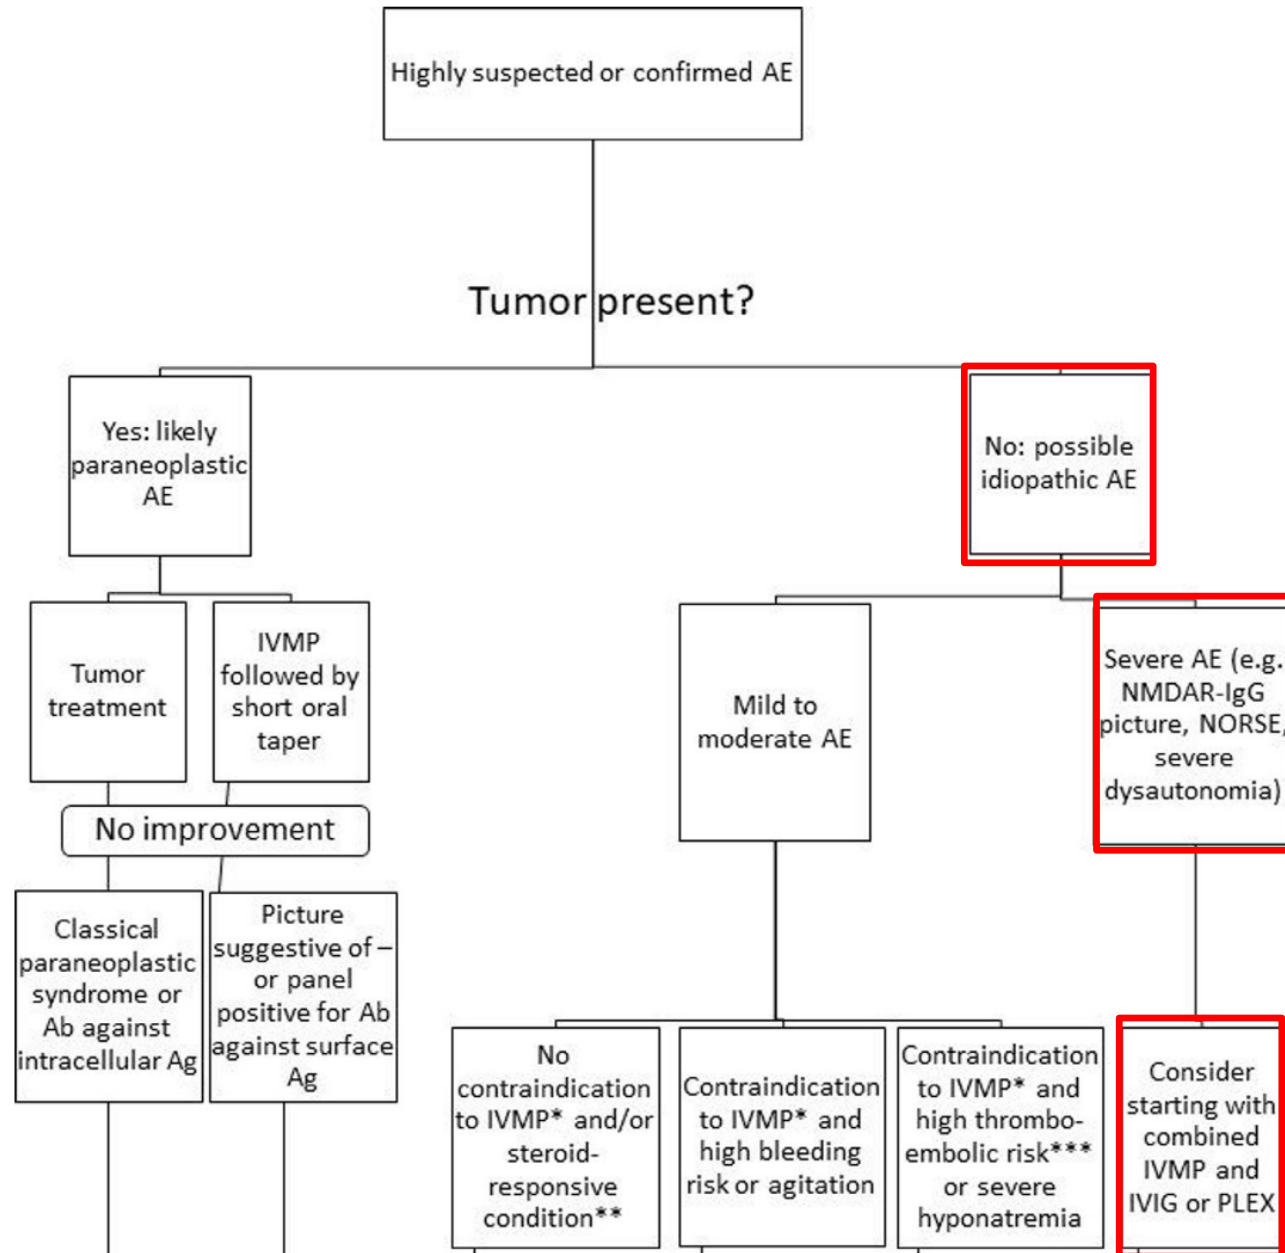 Highly suspected or confirmed AE
Tumor present?
Yes: likely
paraneoplastic
AE
No: possible
idiopathic AE
Tumor
treatment
IVMP
followed by
short oral
taper
Mild to
moderate AE
Severe AE (e.g.
NMDAR-IgG
picture, NORSE,
severe
dysautonomia)
No improvement
Classical
paraneoplastic
syndrome or
Ab against
intracellular Ag
Picture
suggestive of –
or panel
positive for Ab
against surface
Ag
No
contraindication
to IVMP* and/or
steroid-
responsive
condition**
Contraindication
to IVMP* and
high bleeding
risk or agitation
Contraindication
to IVMP* and
high thrombo-
embolic risk***
or severe
hyponatremia
Consider
starting with
combined
IVMP and
IVIG or PLEX